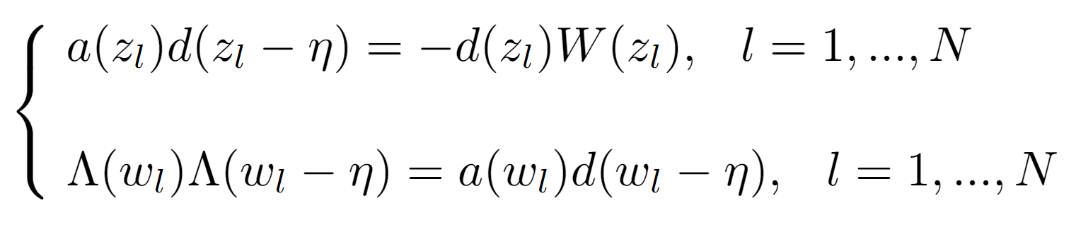 a(z_l)d(z_l − η) = −d(z_l)W(z_l), l = 1, ..., N
Λ(w_l)Λ(w_l − η) = a(w_l)d(w_l − η), l = 1, ..., N